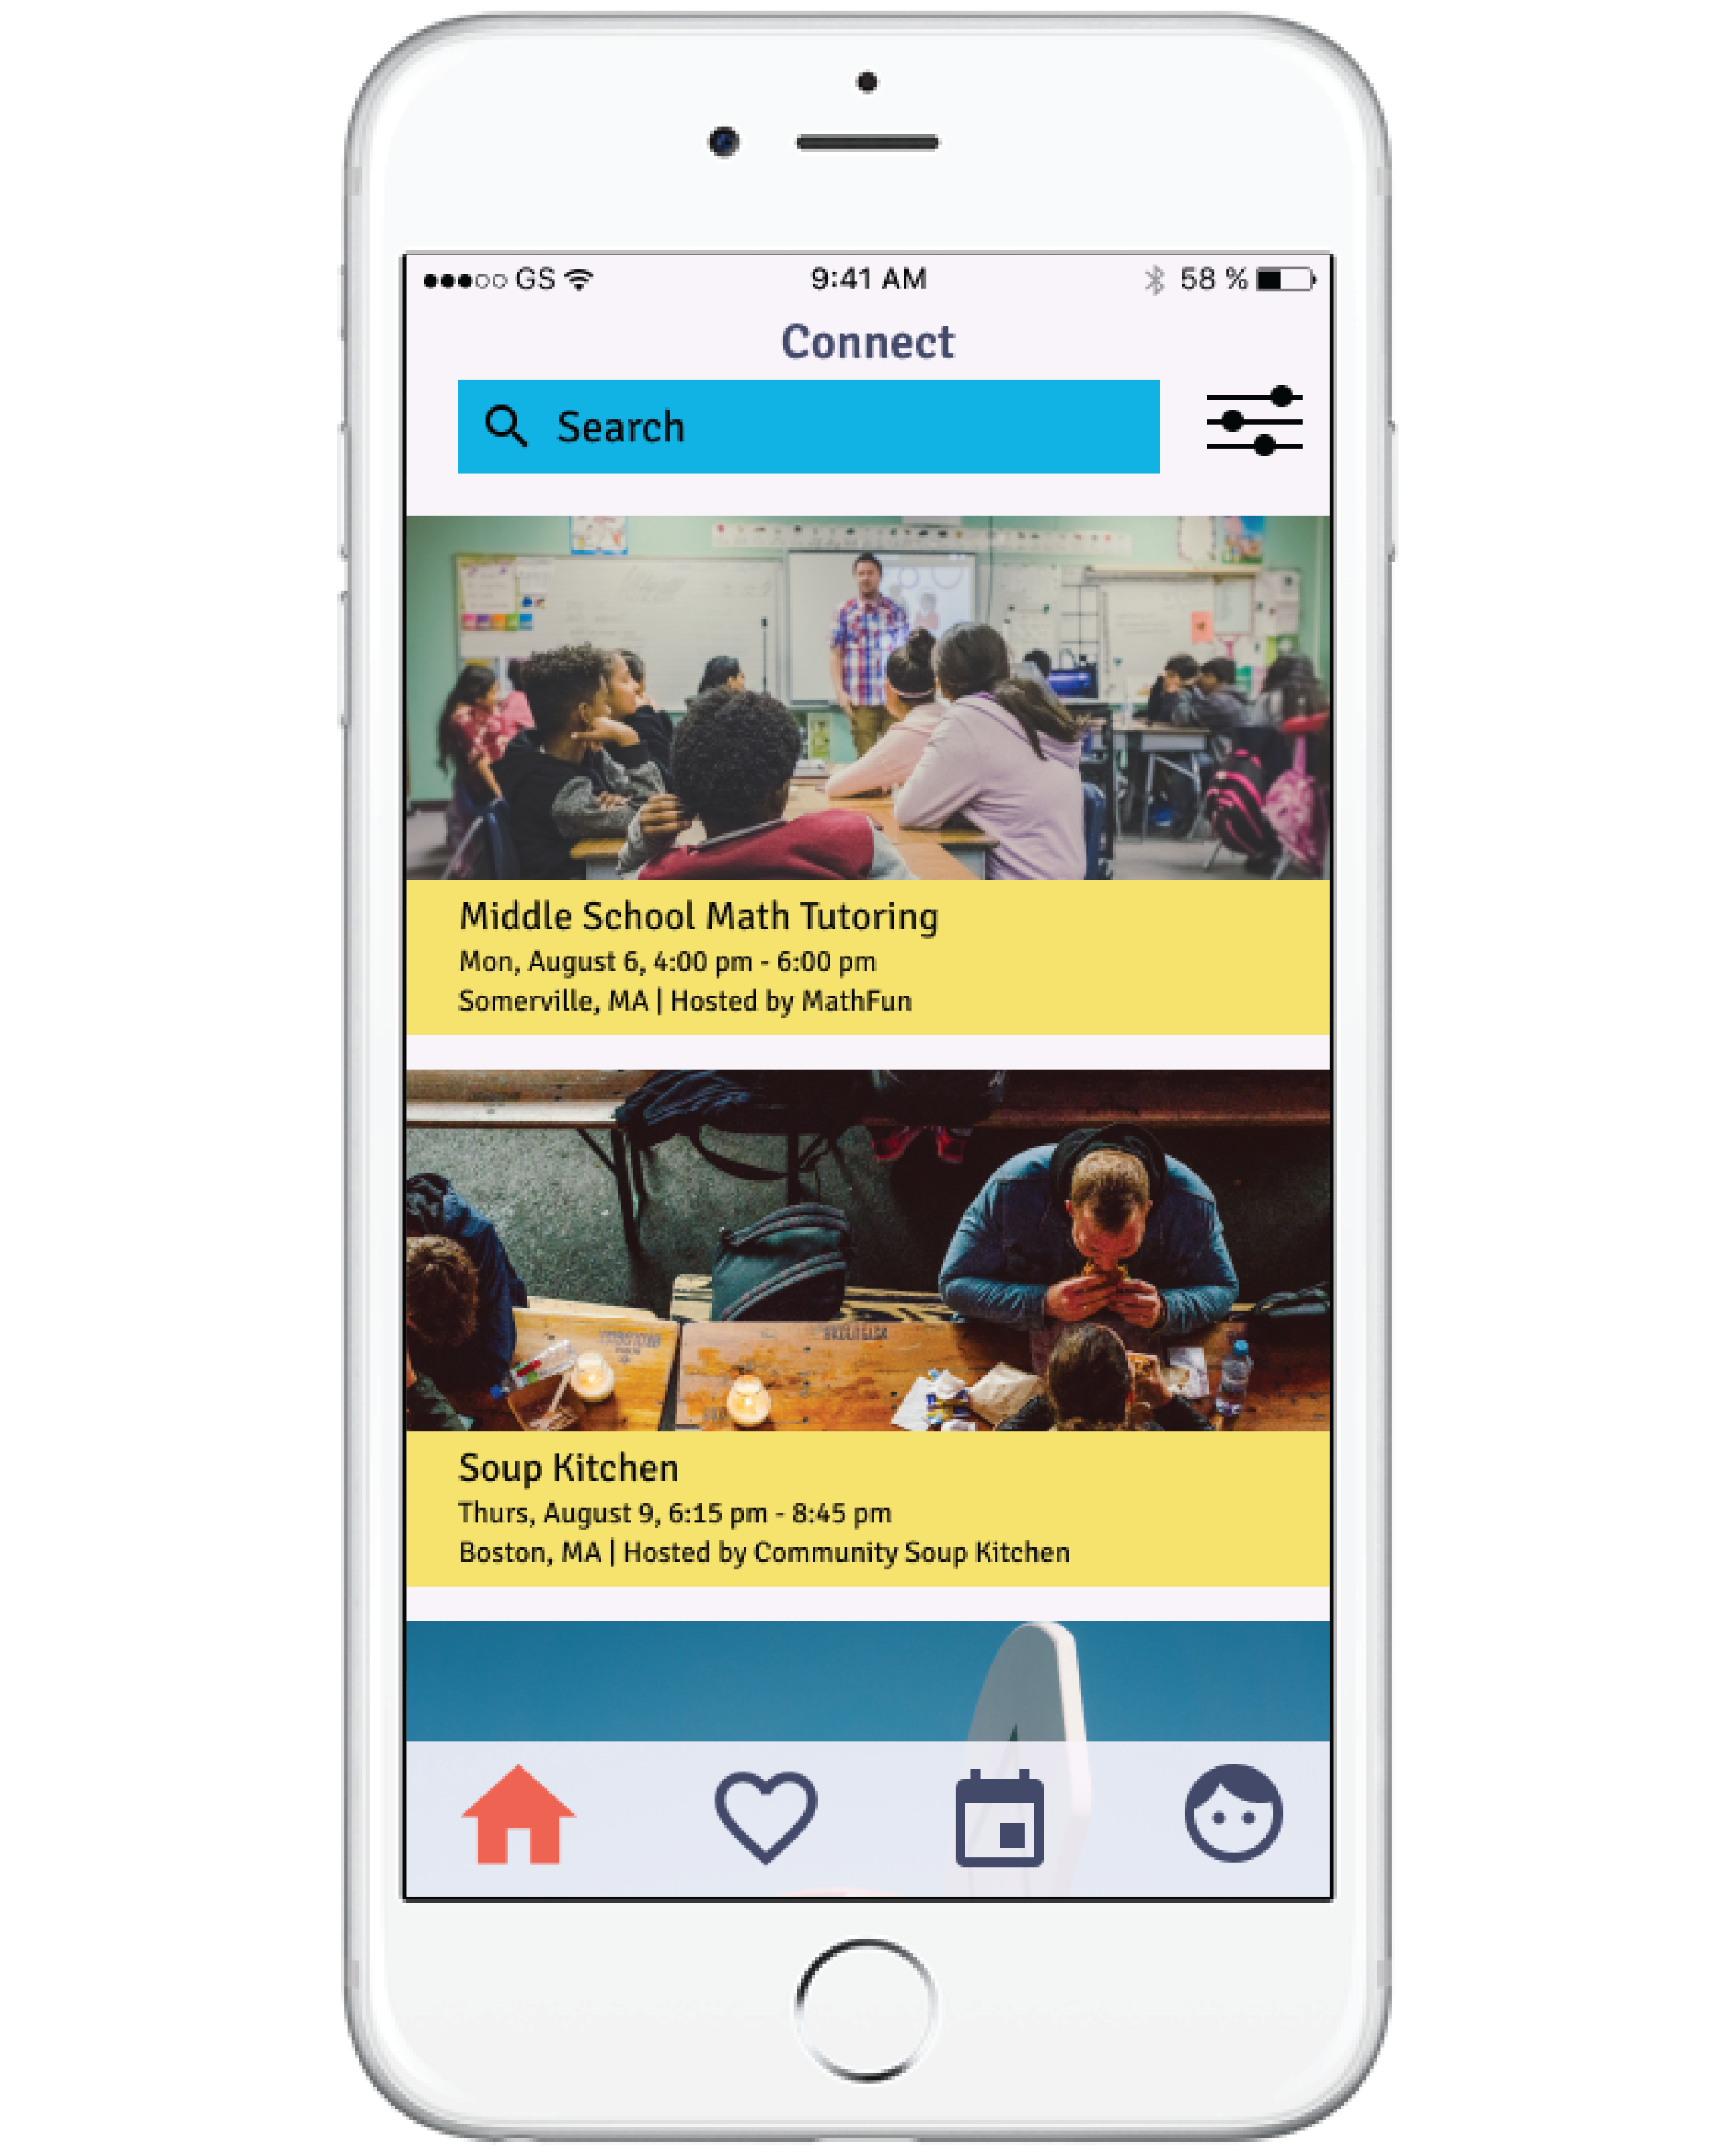 GS 9:41 AM 58 %
Connect
Search
Middle School Math Tutoring
Mon, August 6, 4:00 pm - 6:00 pm
Somerville, MA | Hosted by MathFun
Soup Kitchen
Thurs, August 9, 6:15 pm - 8:45 pm
Boston, MA | Hosted by Community Soup Kitchen